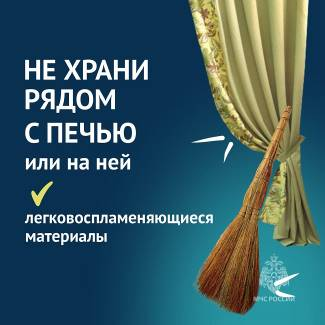 НЕ ХРАНИ
РЯДОМ
С ПЕЧЬЮ
или на ней
легковоспламеняющиеся
материалы
МЧС РОССИИ